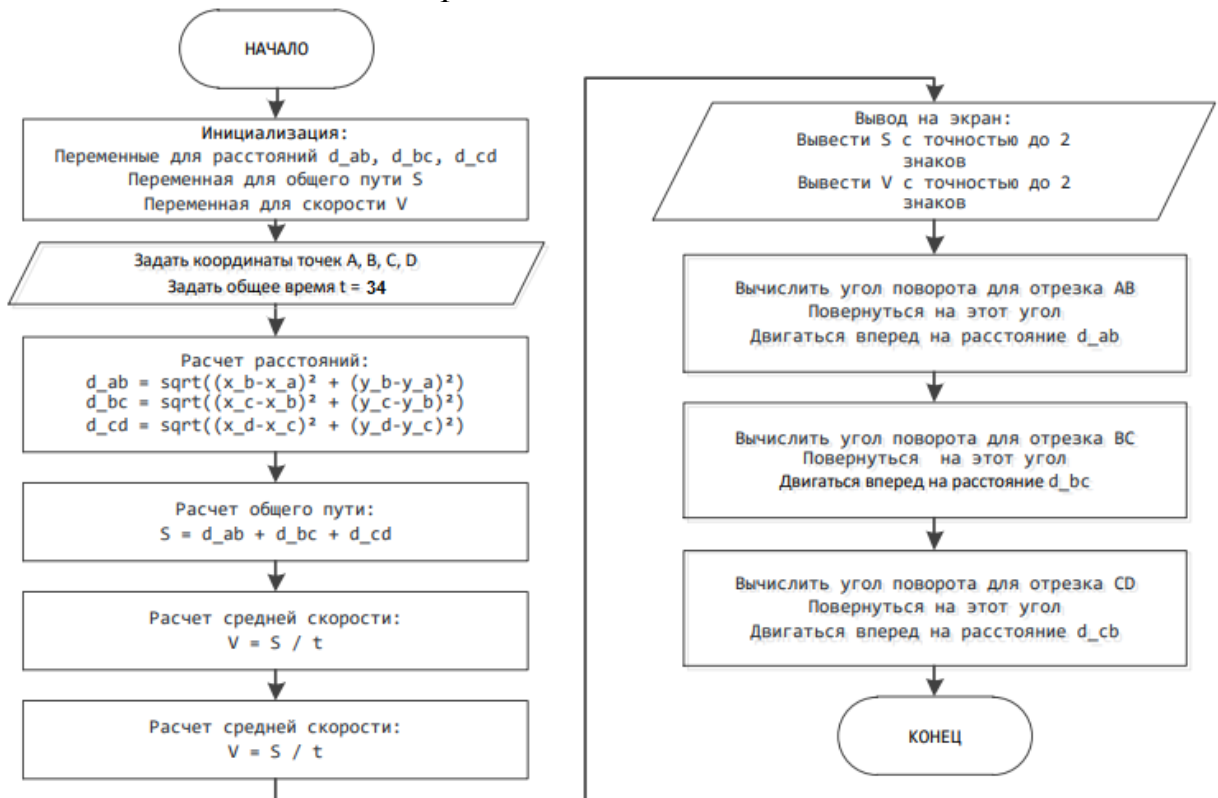 НАЧАЛО
Инициализация:
Переменные для расстояний d_ab, d_bc, d_cd
Переменная для общего пути S
Переменная для скорости V
Задать координаты точек A, B, C, D
Задать общее время t = 34
Расчет расстояний:
d_ab = sqrt((x_b-x_a)² + (y_b-y_a)²)
d_bc = sqrt((x_c-x_b)² + (y_c-y_b)²)
d_cd = sqrt((x_d-x_c)² + (y_d-y_c)²)
Расчет общего пути:
S = d_ab + d_bc + d_cd
Расчет средней скорости:
V = S / t
Расчет средней скорости:
V = S / t
Вывод на экран:
Вывести S с точностью до 2
знаков
Вывести V с точностью до 2
знаков
Вычислить угол поворота для отрезка AB
Повернуться на этот угол
Двигаться вперед на расстояние d_ab
Вычислить угол поворота для отрезка BC
Повернуться на этот угол
Двигаться вперед на расстояние d_bc
Вычислить угол поворота для отрезка CD
Повернуться на этот угол
Двигаться вперед на расстояние d_cb
КОНЕЦ